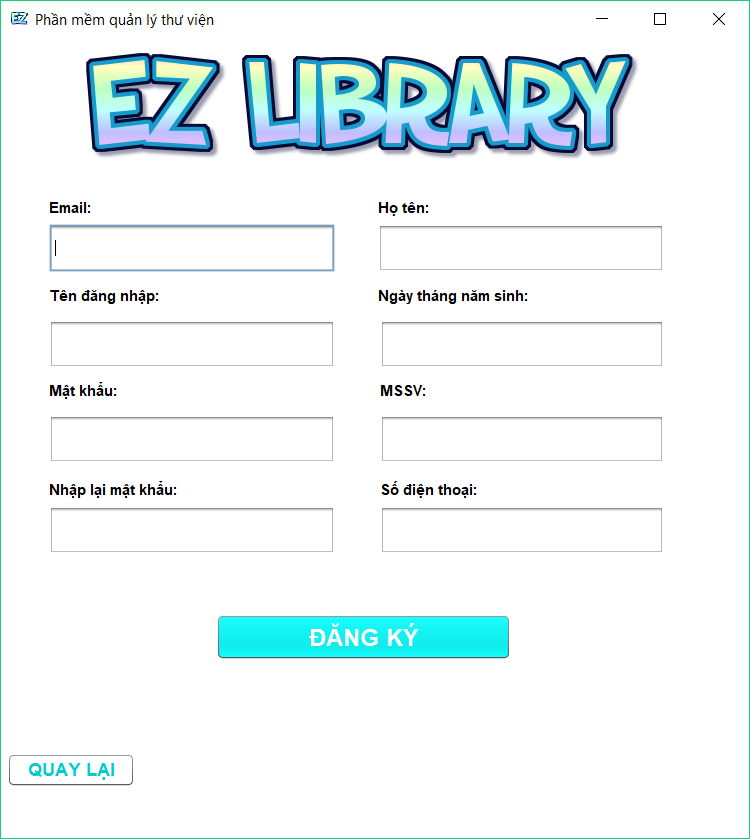 EZ Phần mềm quản lý thư viện
EZ LIBRARY
Email:
Họ tên:
Tên đăng nhập:
Ngày tháng năm sinh:
Mật khẩu:
MSSV:
Nhập lại mật khẩu:
Số điện thoại:
ĐĂNG KÝ
QUAY LẠI